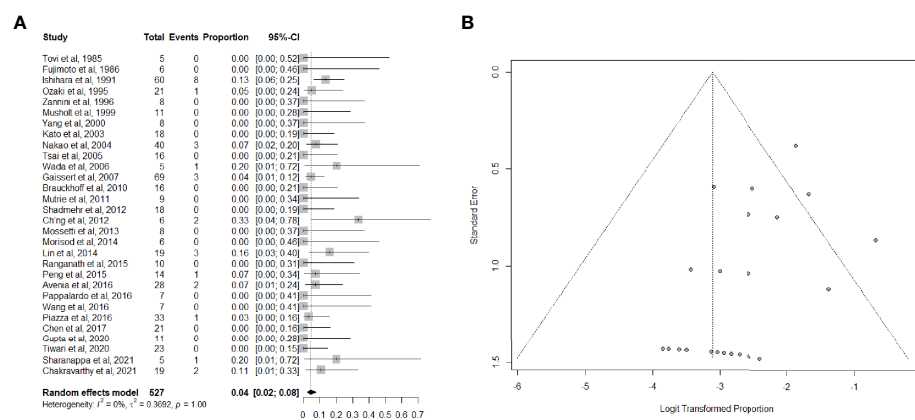 A
Study Total Events Proportion 95%-CI
Tovi et al, 1985 5 0 0.00 [0.00; 0.52]
Fujimoto et al, 1986 6 0 0.00 [0.00; 0.46]
Ishihara et al, 1991 60 8 0.13 [0.06; 0.25]
Ozaki et al, 1995 21 1 0.05 [0.00; 0.24]
Zannini et al, 1996 8 0 0.00 [0.00; 0.37]
Musholt et al, 1999 11 0 0.00 [0.00; 0.28]
Yang et al, 2000 8 0 0.00 [0.00; 0.37]
Kato et al, 2003 18 0 0.00 [0.00; 0.19]
Nakao et al, 2004 40 3 0.07 [0.02; 0.20]
Tsai et al, 2005 16 0 0.00 [0.00; 0.21]
Wada et al, 2006 5 1 0.20 [0.01; 0.72]
Gaissert et al, 2007 69 3 0.04 [0.01; 0.12]
Brauckhoff et al, 2010 16 0 0.00 [0.00; 0.21]
Mutrie et al, 2011 9 0 0.00 [0.00; 0.34]
Shadmehr et al, 2012 18 0 0.00 [0.00; 0.19]
Ch'ng et al, 2012 6 2 0.33 [0.04; 0.78]
Mossetti et al, 2013 8 0 0.00 [0.00; 0.37]
Morisod et al, 2014 6 0 0.00 [0.00; 0.46]
Lin et al, 2014 19 3 0.16 [0.03; 0.40]
Ranganath et al, 2015 10 0 0.00 [0.00; 0.31]
Peng et al, 2015 14 1 0.07 [0.00; 0.34]
Avenia et al, 2016 28 2 0.07 [0.01; 0.24]
Pappalardo et al, 2016 7 0 0.00 [0.00; 0.41]
Wang et al, 2016 7 0 0.00 [0.00; 0.41]
Piazza et al, 2016 33 1 0.03 [0.00; 0.16]
Chen et al, 2017 21 0 0.00 [0.00; 0.16]
Gupta et al, 2020 11 0 0.00 [0.00; 0.28]
Tiwari et al, 2020 23 0 0.00 [0.00; 0.15]
Sharanappa et al, 2021 5 1 0.20 [0.01; 0.72]
Chakravarthy et al, 2021 19 2 0.11 [0.01; 0.33]
Random effects model 527 0.04 [0.02; 0.08]
Heterogeneity: I² = 0%, τ² = 0.3692, p = 1.00
0 0.1 0.2 0.3 0.4 0.5 0.6 0.7
B
Standard Error
0.0
0.5
1.0
1.5
-6 -5 -4 -3 -2 -1
Logit Transformed Proportion